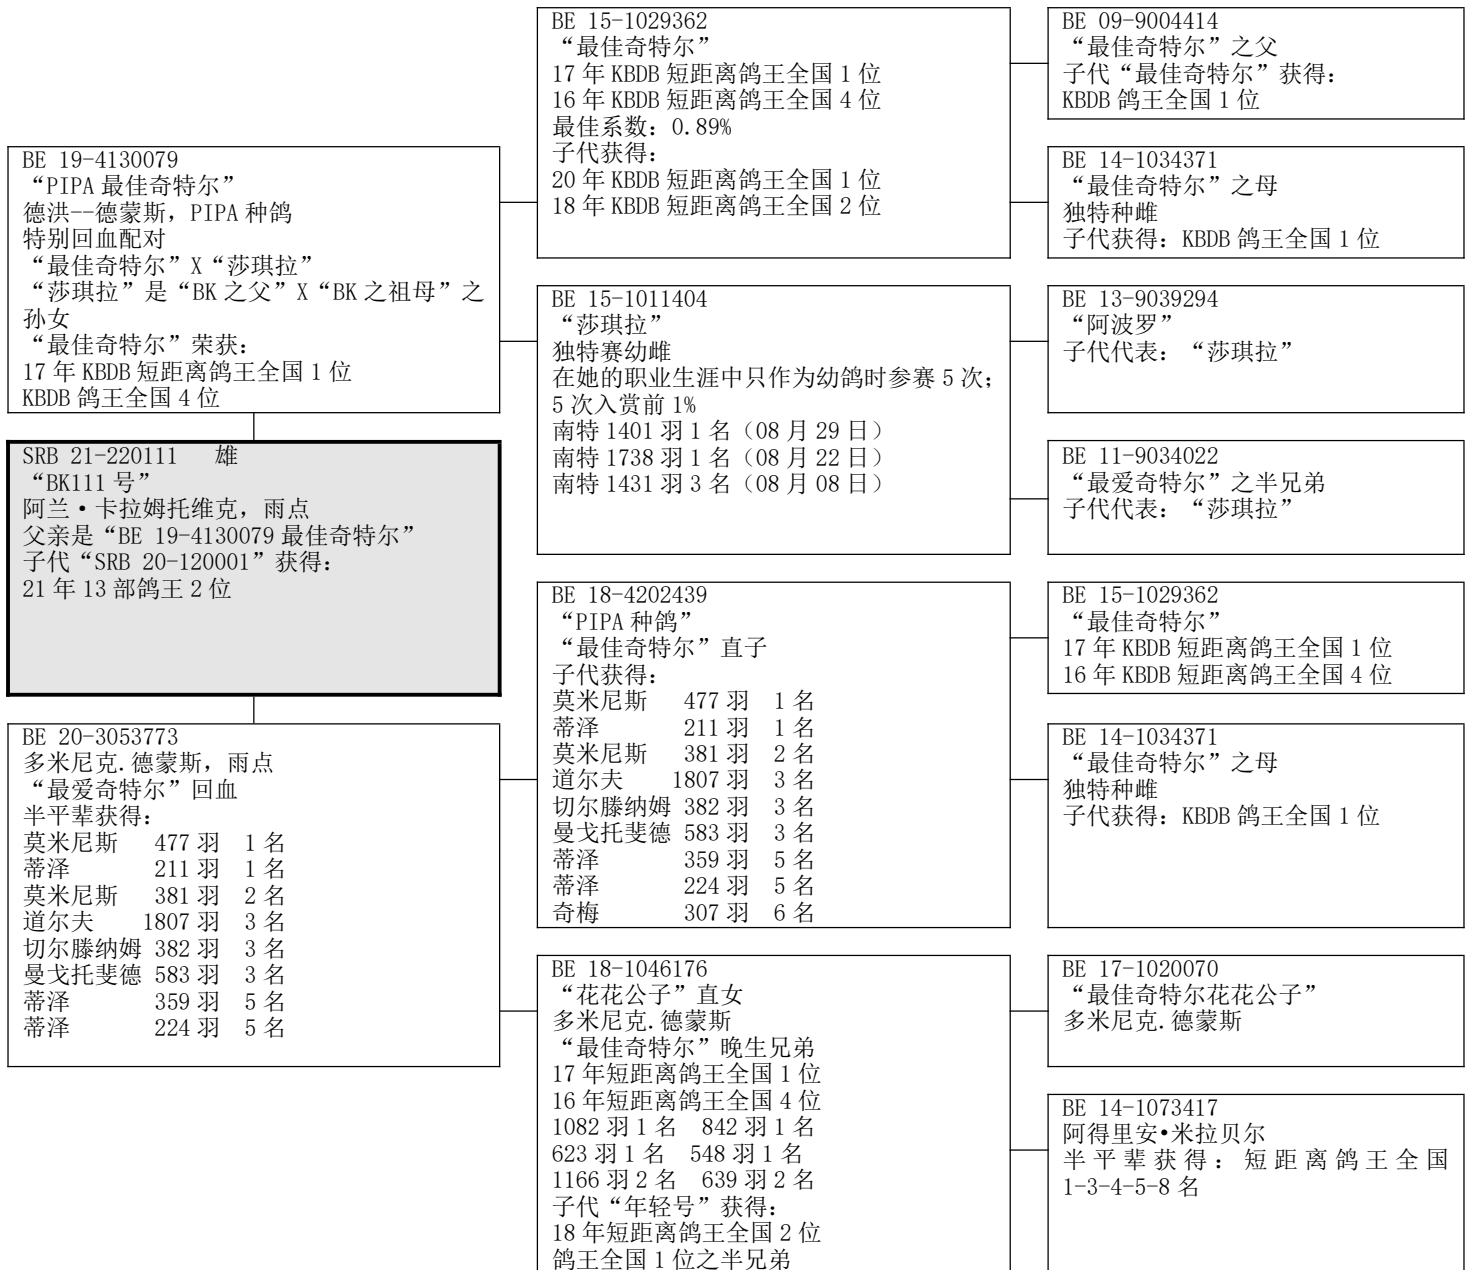 BE 19-4130079
“PIPA 最佳奇特尔”
德洪--德蒙斯，PIPA 种鸽
特别回血配对
“最佳奇特尔”X“莎琪拉”
“莎琪拉”是“BK 之父”X“BK 之祖母”之
孙女
“最佳奇特尔”荣获：
17 年 KBDB 短距离鸽王全国 1 位
KBDB 鸽王全国 4 位
SRB 21-220111 雄
“BK111 号”
阿兰•卡拉姆托维克，雨点
父亲是“BE 19-4130079 最佳奇特尔”
子代“SRB 20-120001”获得：
21 年 13 部鸽王 2 位
BE 20-3053773
多米尼克.德蒙斯，雨点
“最爱奇特尔”回血
半平辈获得：
莫米尼斯 477 羽 1 名
蒂泽 211 羽 1 名
莫米尼斯 381 羽 2 名
道尔夫 1807 羽 3 名
切尔滕纳姆 382 羽 3 名
曼戈托斐德 583 羽 3 名
蒂泽 359 羽 5 名
蒂泽 224 羽 5 名
BE 15-1029362
“最佳奇特尔”
17 年 KBDB 短距离鸽王全国 1 位
16 年 KBDB 短距离鸽王全国 4 位
最佳系数：0.89%
子代获得：
20 年 KBDB 短距离鸽王全国 1 位
18 年 KBDB 短距离鸽王全国 2 位
BE 15-1011404
“莎琪拉”
独特赛幼雌
在她的职业生涯中只作为幼鸽时参赛 5 次；
5 次入赏前 1%
南特 1401 羽 1 名（08 月 29 日）
南特 1738 羽 1 名（08 月 22 日）
南特 1431 羽 3 名（08 月 08 日）
BE 18-4202439
“PIPA 种鸽”
“最佳奇特尔”直子
子代获得：
莫米尼斯 477 羽 1 名
蒂泽 211 羽 1 名
莫米尼斯 381 羽 2 名
道尔夫 1807 羽 3 名
切尔滕纳姆 382 羽 3 名
曼戈托斐德 583 羽 3 名
蒂泽 359 羽 5 名
蒂泽 224 羽 5 名
奇梅 307 羽 6 名
BE 18-1046176
“花花公子”直女
多米尼克.德蒙斯
“最佳奇特尔”晚生兄弟
17 年短距离鸽王全国 1 位
16 年短距离鸽王全国 4 位
1082 羽 1 名 842 羽 1 名
623 羽 1 名 548 羽 1 名
1166 羽 2 名 639 羽 2 名
子代“年轻号”获得：
18 年短距离鸽王全国 2 位
鸽王全国 1 位之半兄弟
BE 09-9004414
“最佳奇特尔”之父
子代“最佳奇特尔”获得：
KBDB 鸽王全国 1 位
BE 14-1034371
“最佳奇特尔”之母
独特种雌
子代获得：KBDB 鸽王全国 1 位
BE 13-9039294
“阿波罗”
子代代表：“莎琪拉”
BE 11-9034022
“最爱奇特尔”之半兄弟
子代代表：“莎琪拉”
BE 15-1029362
“最佳奇特尔”
17 年 KBDB 短距离鸽王全国 1 位
16 年 KBDB 短距离鸽王全国 4 位
BE 14-1034371
“最佳奇特尔”之母
独特种雌
子代获得：KBDB 鸽王全国 1 位
BE 17-1020070
“最佳奇特尔花花公子”
多米尼克.德蒙斯
BE 14-1073417
阿得里安•米拉贝尔
半平辈获得：短距离鸽王全国
1-3-4-5-8 名